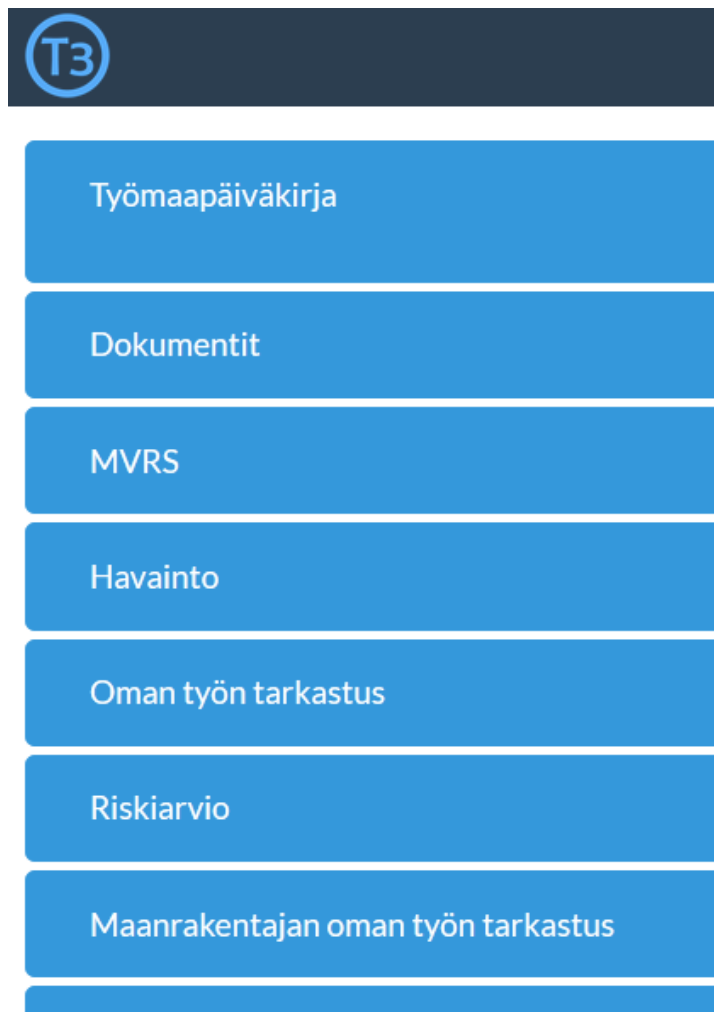 T3
Työmaapäiväkirja
Dokumentit
MVRS
Havainto
Oman työn tarkastus
Riskiarvio
Maanrakentajan oman työn tarkastus